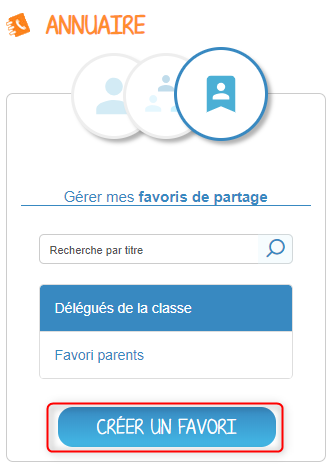 ANNUAIRE
Gérer mes favoris de partage
Recherche par titre
Délégués de la classe
Favori parents
CRÉER UN FAVORI